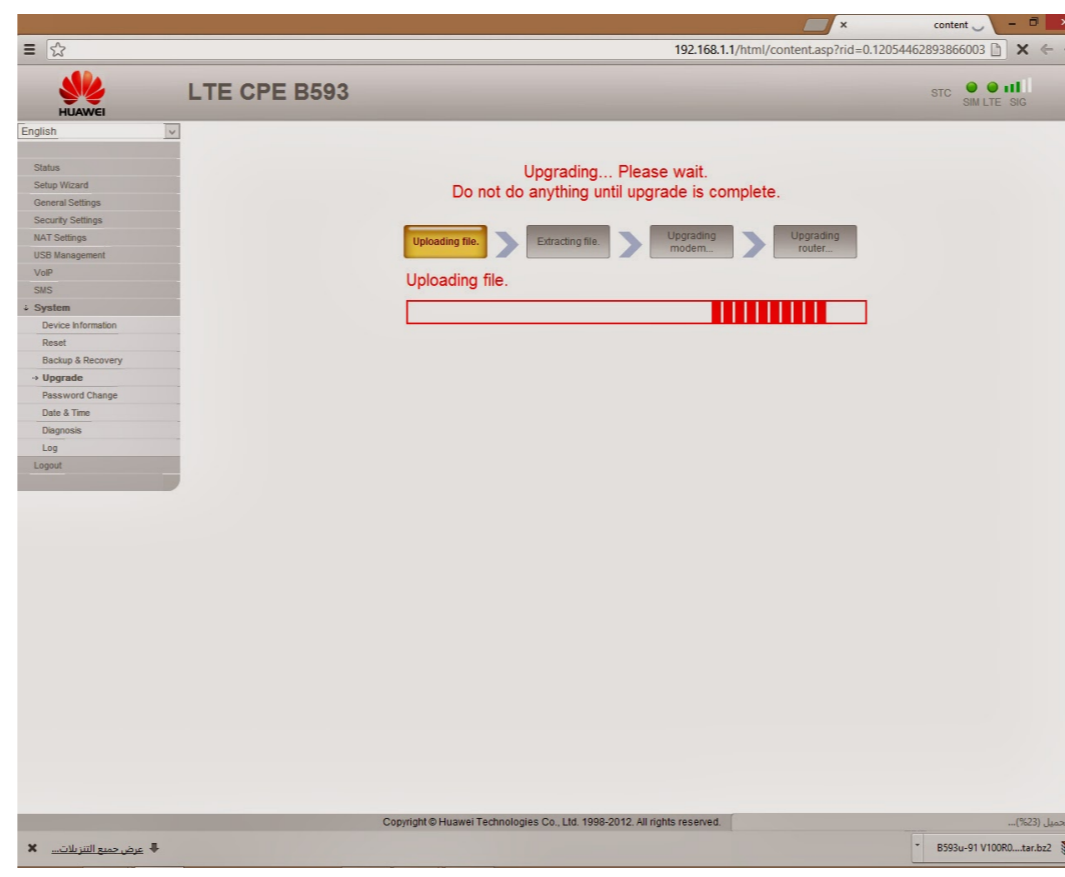 content
192.168.1.1/html/content.asp?rid=0.12054462893866003
HUAWEI
LTE CPE B593
STC
SIM LTE SIG
English
Status
Setup Wizard
General Settings
Security Settings
NAT Settings
USB Management
VoIP
SMS
System
Device Information
Reset
Backup & Recovery
Upgrade
Password Change
Date & Time
Diagnosis
Log
Logout
Upgrading... Please wait.
Do not do anything until upgrade is complete.
Uploading file.
Extracting file.
Upgrading
modem...
Upgrading
router...
Uploading file.
Copyright © Huawei Technologies Co., Ltd. 1998-2012. All rights reserved.
(23%)...
عرض جميع التنزيلات...
B593u-91 V100R0....tar.bz2